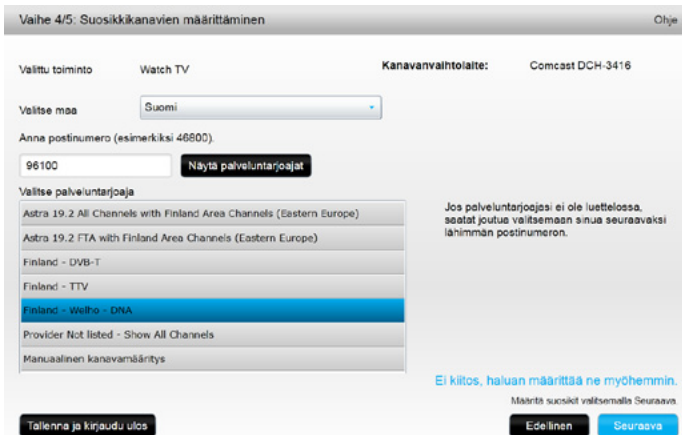 Vaihe 4/5: Suosikkikanavien määrittäminen Ohje
Valittu toiminto Watch TV Kanavanvaihtolaite: Comcast DCH-3416
Valitse maa Suomi
Anna postinumero (esimerkiksi 46800).
96100 Näytä palveluntarjoajat
Valitse palveluntarjoaja
Astra 19.2 All Channels with Finland Area Channels (Eastern Europe)
Astra 19.2 FTA with Finland Area Channels (Eastern Europe)
Finland - DVB-T
Finland - TTV
Finland - Welho - DNA
Provider Not listed - Show All Channels
Manuaalinen kanavamääritys
Jos palveluntarjoajasi ei ole luettelossa,
saatat joutua valitsemaan sinua seuraavaksi
lähimmän postinumeron.
Ei kiitos, haluan määrittää ne myöhemmin.
Määritä suosikit valitsemalla Seuraava.
Tallenna ja kirjaudu ulos Edellinen Seuraava